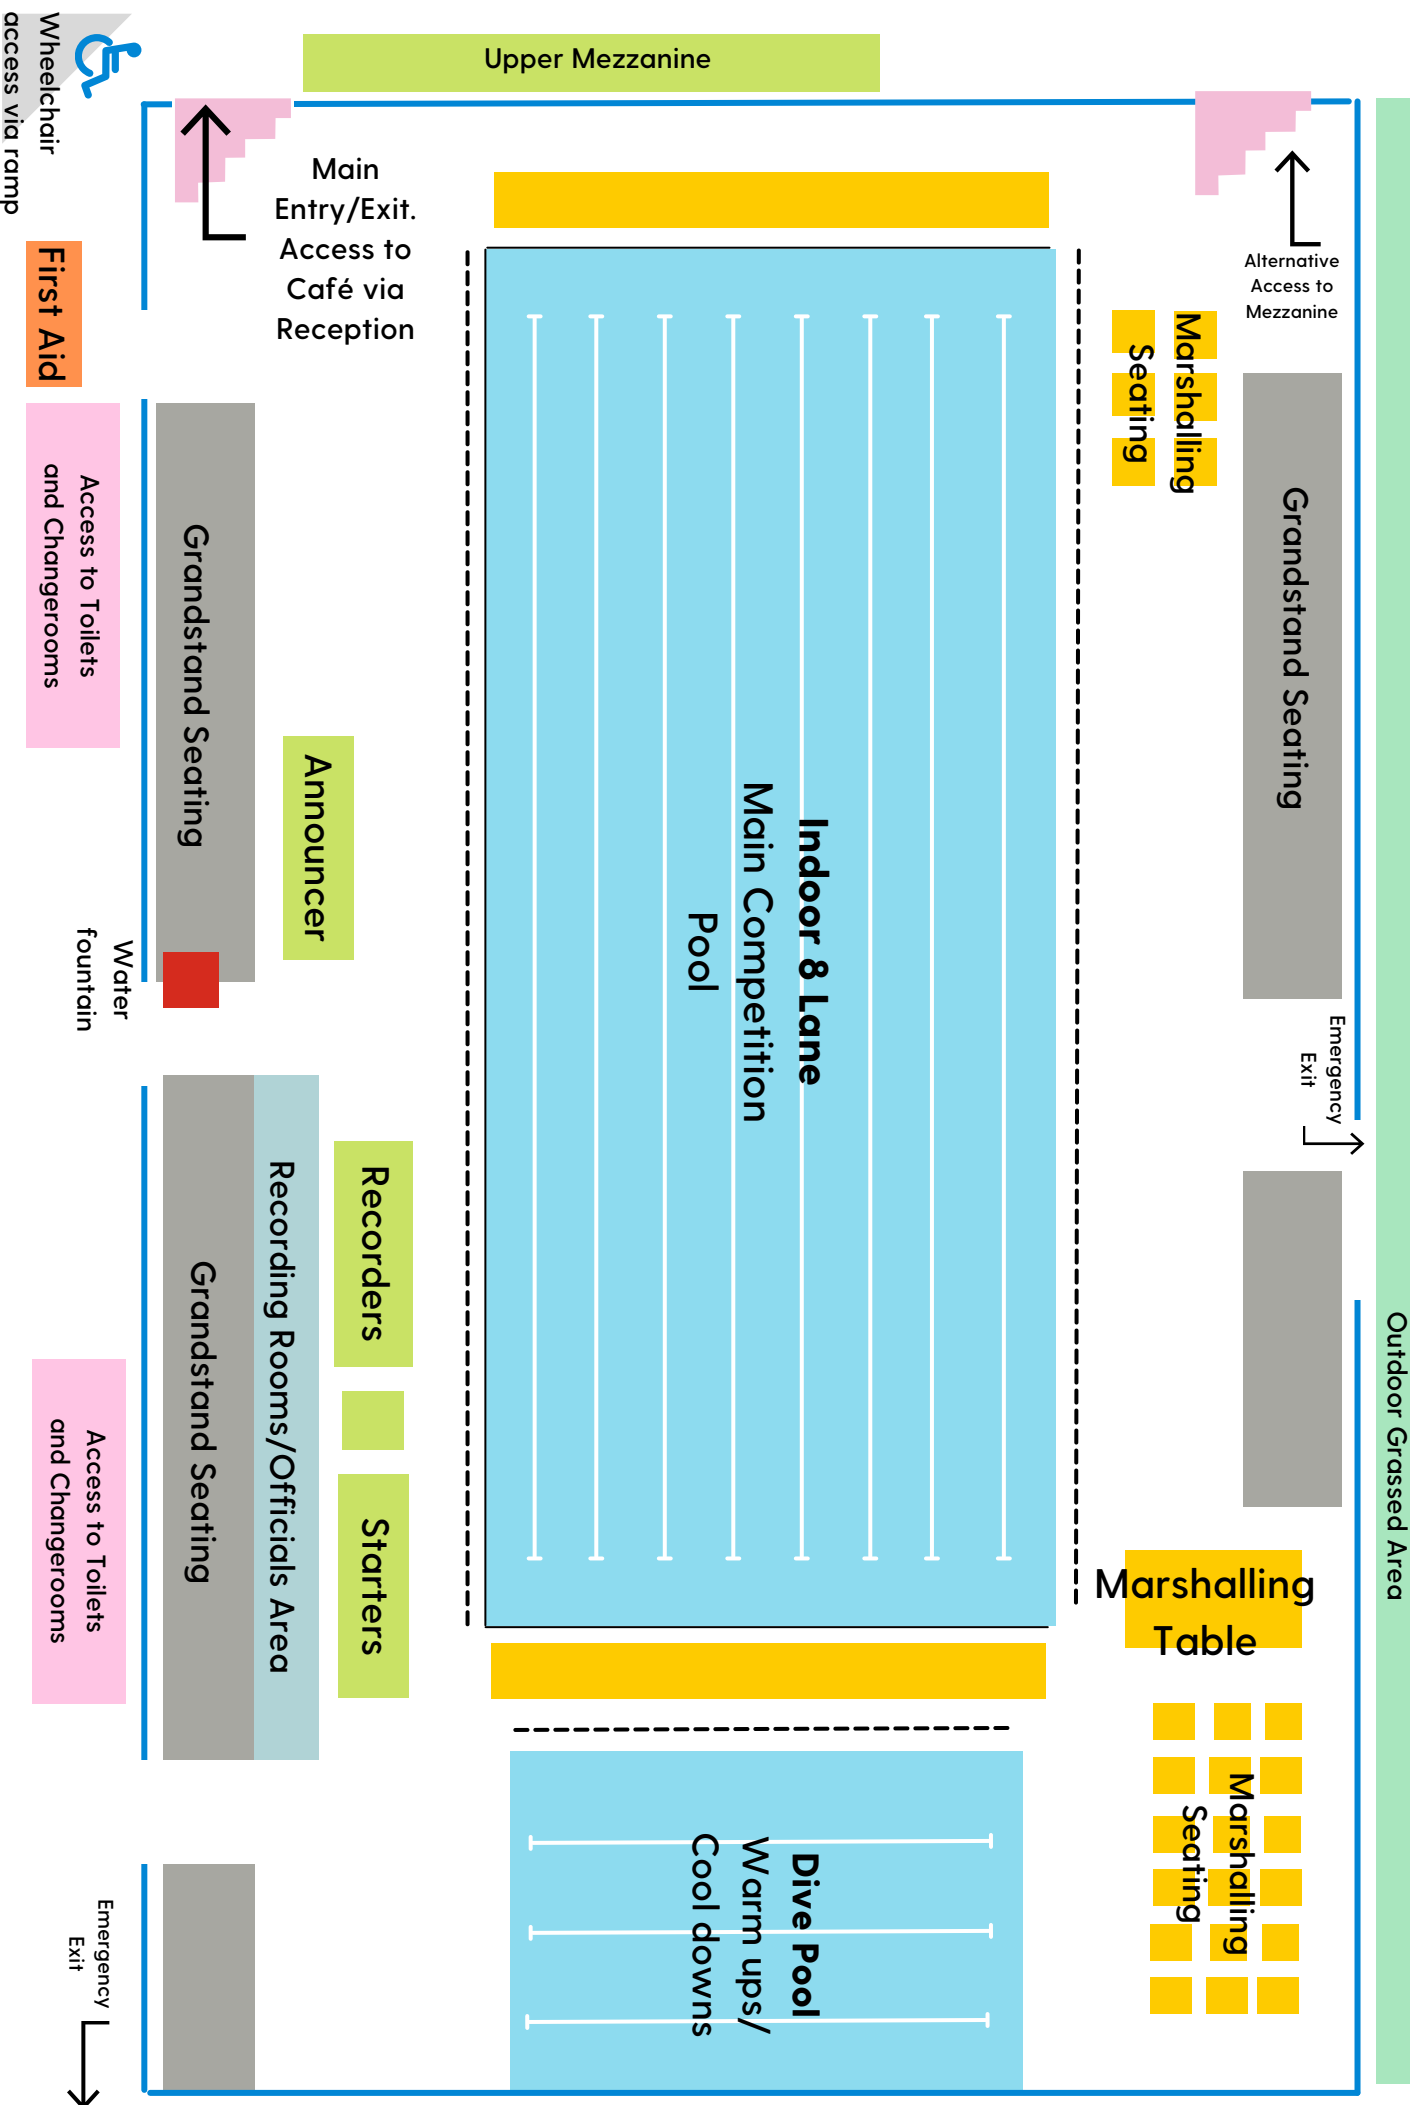 Upper Mezzanine
Wheelchair
access via ramp
Main
Entry/Exit.
Access to
Café via
Reception
Alternative
Access to
Mezzanine
First Aid
Marshalling
Seating
Access to Toilets
and Changerooms
Grandstand Seating
Grandstand Seating
Announcer
Indoor 8 Lane
Main Competition
Pool
Water
fountain
Emergency
Exit
Recorders
Recording Rooms/Officials Area
Grandstand Seating
Starters
Access to Toilets
and Changerooms
Outdoor Grassed Area
Marshalling
Table
Marshalling
Seating
Dive Pool
Warm ups/
Cool downs
Emergency
Exit